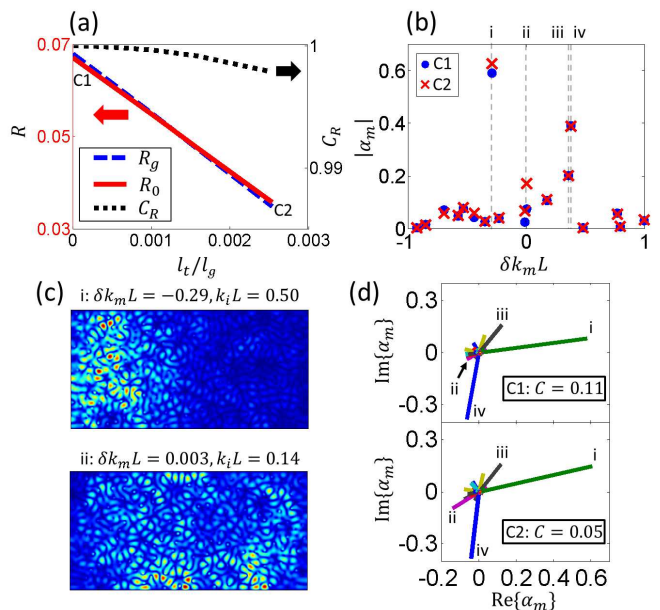 (a)
0.07
0.05
0.03
R
C1
C2
R_g
R_0
C_R
1
0.99
C_R
0
0.001
0.002
0.003
l_t/l_g
(b)
i
ii
iii
iv
C1
C2
0.6
0.4
0.2
0
|α_m|
-1
0
1
δk_mL
(c)
i: δk_mL = −0.29, k_iL = 0.50
ii: δk_mL = 0.003, k_iL = 0.14
(d)
0.3
0
-0.3
Im{α_m}
iii
i
ii
iv
C1: C = 0.11
0.3
0
-0.3
Im{α_m}
iii
i
ii
iv
C2: C = 0.05
-0.2
0
0.2
0.4
0.6
Re{α_m}